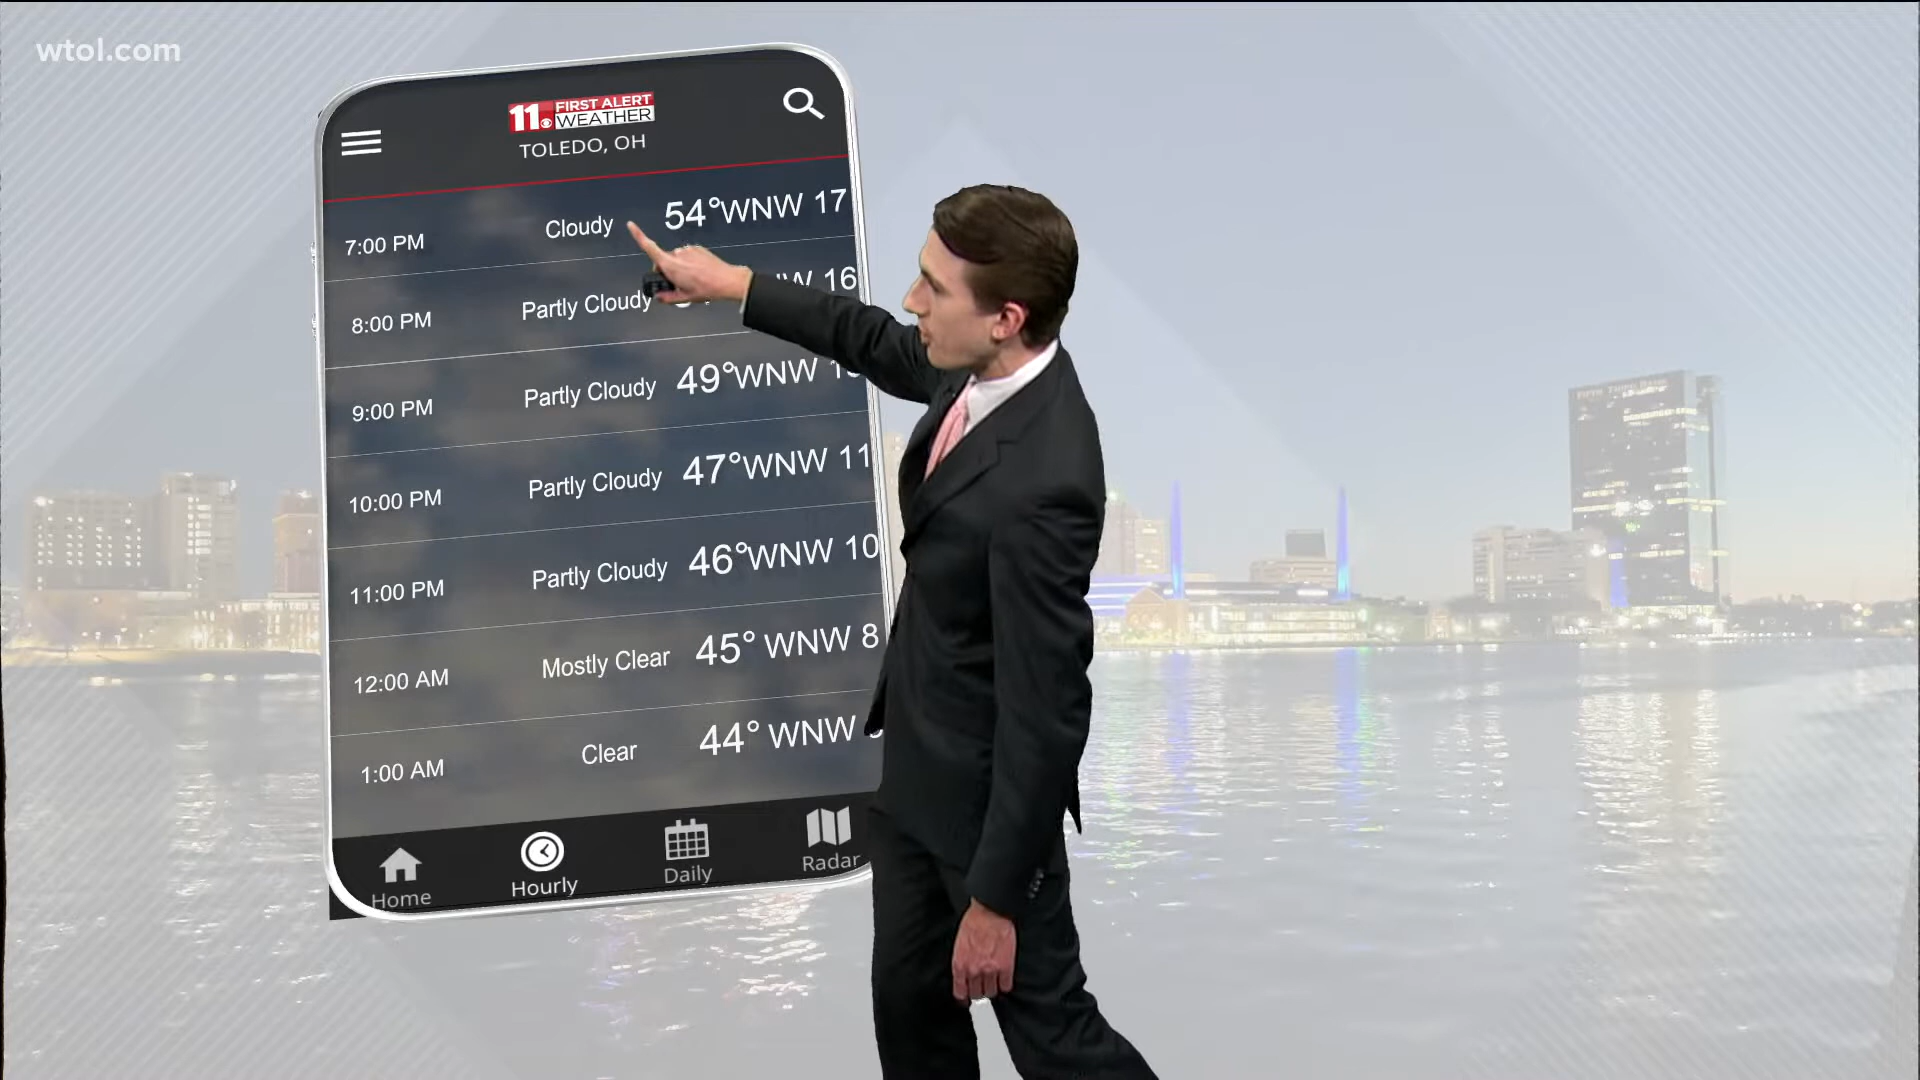 wtol.com
11 FIRST ALERT WEATHER
TOLEDO, OH
7:00 PM Cloudy 54° WNW 17
8:00 PM Partly Cloudy 16
9:00 PM Partly Cloudy 49° WNW
10:00 PM Partly Cloudy 47° WNW 11
11:00 PM Partly Cloudy 46° WNW 10
12:00 AM Mostly Clear 45° WNW 8
1:00 AM Clear 44° WNW
Home Hourly Daily Radar
FIFTH THIRD BANK